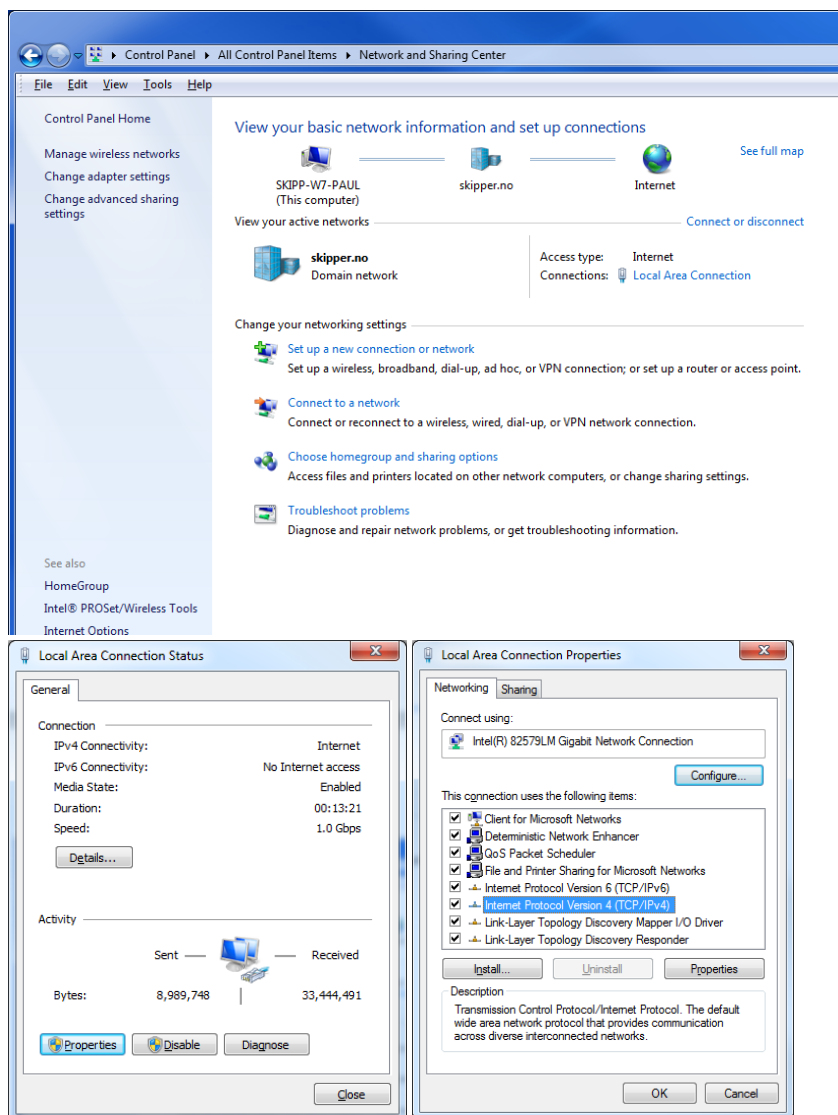 Control Panel ▸ All Control Panel Items ▸ Network and Sharing Center
File Edit View Tools Help
Control Panel Home
Manage wireless networks
Change adapter settings
Change advanced sharing
settings
See also
HomeGroup
Intel® PROSet/Wireless Tools
Internet Options
View your basic network information and set up connections
See full map
SKIPP-W7-PAUL
(This computer)
skipper.no
Internet
View your active networks
Connect or disconnect
skipper.no
Domain network
Access type: Internet
Connections: Local Area Connection
Change your networking settings
Set up a new connection or network
Set up a wireless, broadband, dial-up, ad hoc, or VPN connection; or set up a router or access point.
Connect to a network
Connect or reconnect to a wireless, wired, dial-up, or VPN network connection.
Choose homegroup and sharing options
Access files and printers located on other network computers, or change sharing settings.
Troubleshoot problems
Diagnose and repair network problems, or get troubleshooting information.
Local Area Connection Status
General
Connection
IPv4 Connectivity: Internet
IPv6 Connectivity: No Internet access
Media State: Enabled
Duration: 00:13:21
Speed: 1.0 Gbps
Details...
Activity
Sent Received
Bytes: 8,989,748 33,444,491
Properties Disable Diagnose
Close
Local Area Connection Properties
Networking Sharing
Connect using:
Intel(R) 82579LM Gigabit Network Connection
Configure...
This connection uses the following items:
Client for Microsoft Networks
Deterministic Network Enhancer
QoS Packet Scheduler
File and Printer Sharing for Microsoft Networks
Internet Protocol Version 6 (TCP/IPv6)
Internet Protocol Version 4 (TCP/IPv4)
Link-Layer Topology Discovery Mapper I/O Driver
Link-Layer Topology Discovery Responder
Install... Uninstall Properties
Description
Transmission Control Protocol/Internet Protocol. The default
wide area network protocol that provides communication
across diverse interconnected networks.
OK Cancel